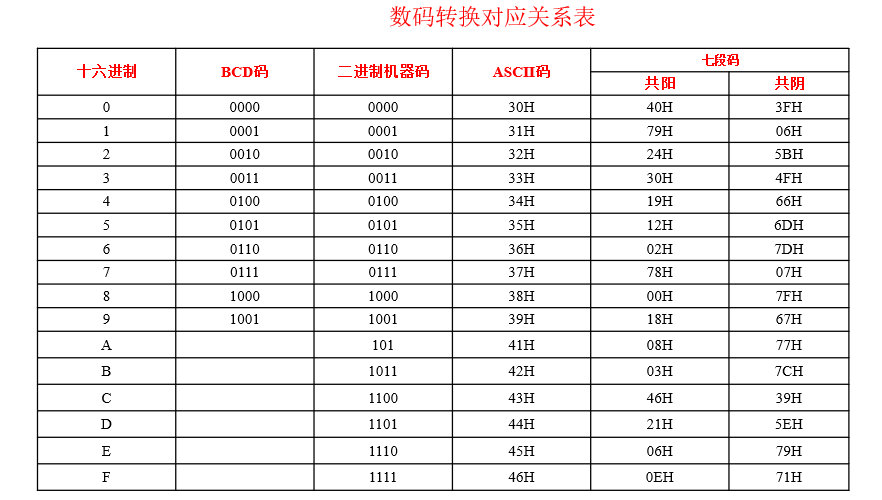 数码转换对应关系表
十六进制 BCD码 二进制机器码 ASCII码 七段码
共阳 共阴
0 0000 0000 30H 40H 3FH
1 0001 0001 31H 79H 06H
2 0010 0010 32H 24H 5BH
3 0011 0011 33H 30H 4FH
4 0100 0100 34H 19H 66H
5 0101 0101 35H 12H 6DH
6 0110 0110 36H 02H 7DH
7 0111 0111 37H 78H 07H
8 1000 1000 38H 00H 7FH
9 1001 1001 39H 18H 67H
A 101 41H 08H 77H
B 1011 42H 03H 7CH
C 1100 43H 46H 39H
D 1101 44H 21H 5EH
E 1110 45H 06H 79H
F 1111 46H 0EH 71H